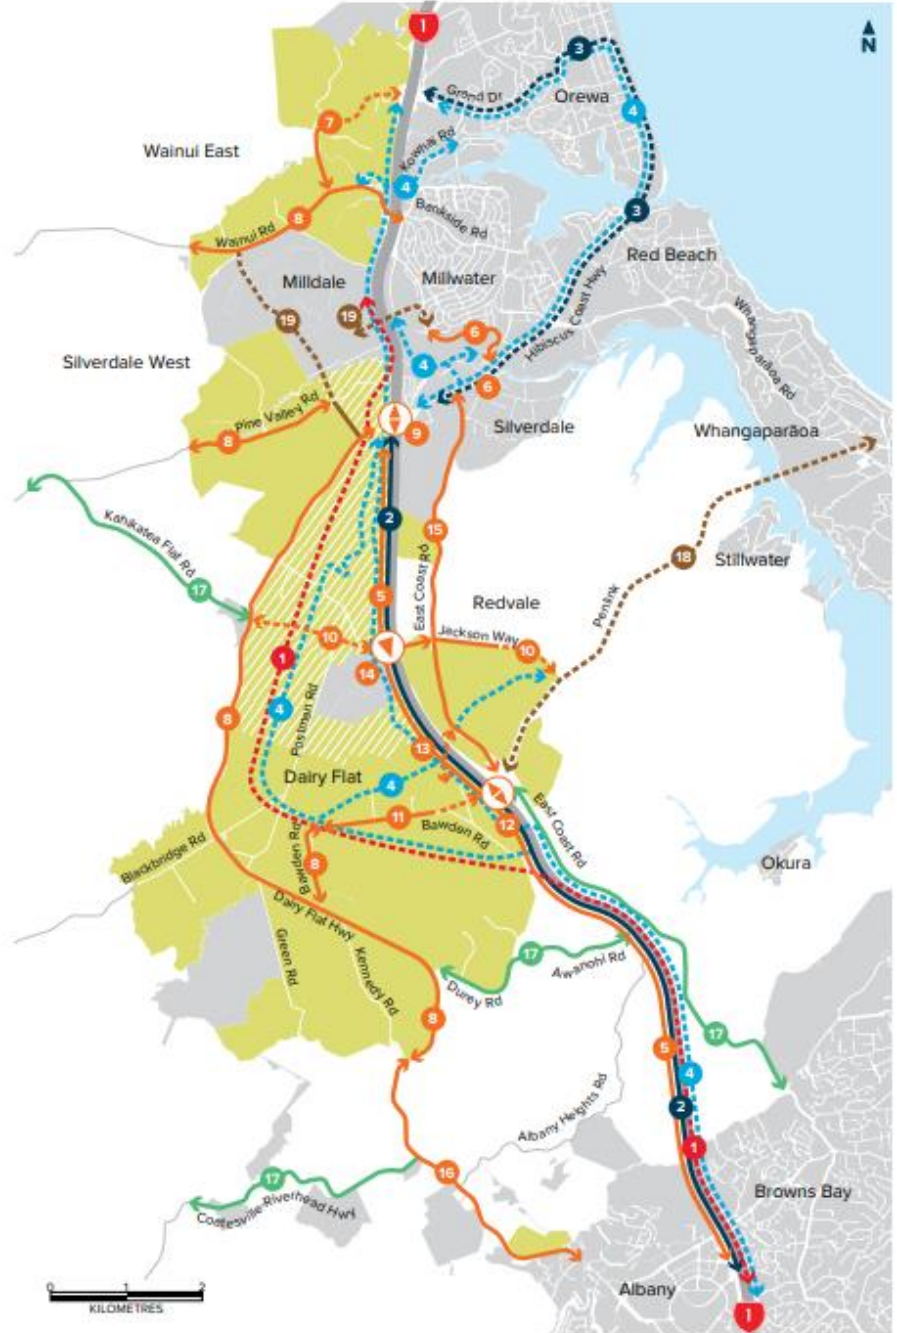 1
N
3
Grand Dr
Orewa
4
7
Kowhai Rd
Wainui East
4
Bankside Rd
3
8
Wainui Rd
Red Beach
Milldale
Millwater
Hibiscus Coast Hwy
Whangaparāoa Rd
19
19
6
4
6
Silverdale West
Pine Valley Rd
8
9
Silverdale
Whangaparāoa
2
15
18
Stillwater
Kahikatea Flat Rd
17
5
East Coast Rd
Redvale
Penlink
10
Jackson Way
10
1
14
4
8
Postman Rd
13
Dairy Flat
4
11
12
Bawden Rd
Bawden Rd
8
East Coast Rd
Blackbridge Rd
Okura
Dairy Flat Hwy
Green Rd
Kennedy Rd
17
Awanohi Rd
Durey Rd
8
17
5
4
2
Albany Heights Rd
1
16
17
Coatesville-Riverhead Hwy
Browns Bay
Albany
0 1 2
KILOMETRES
1